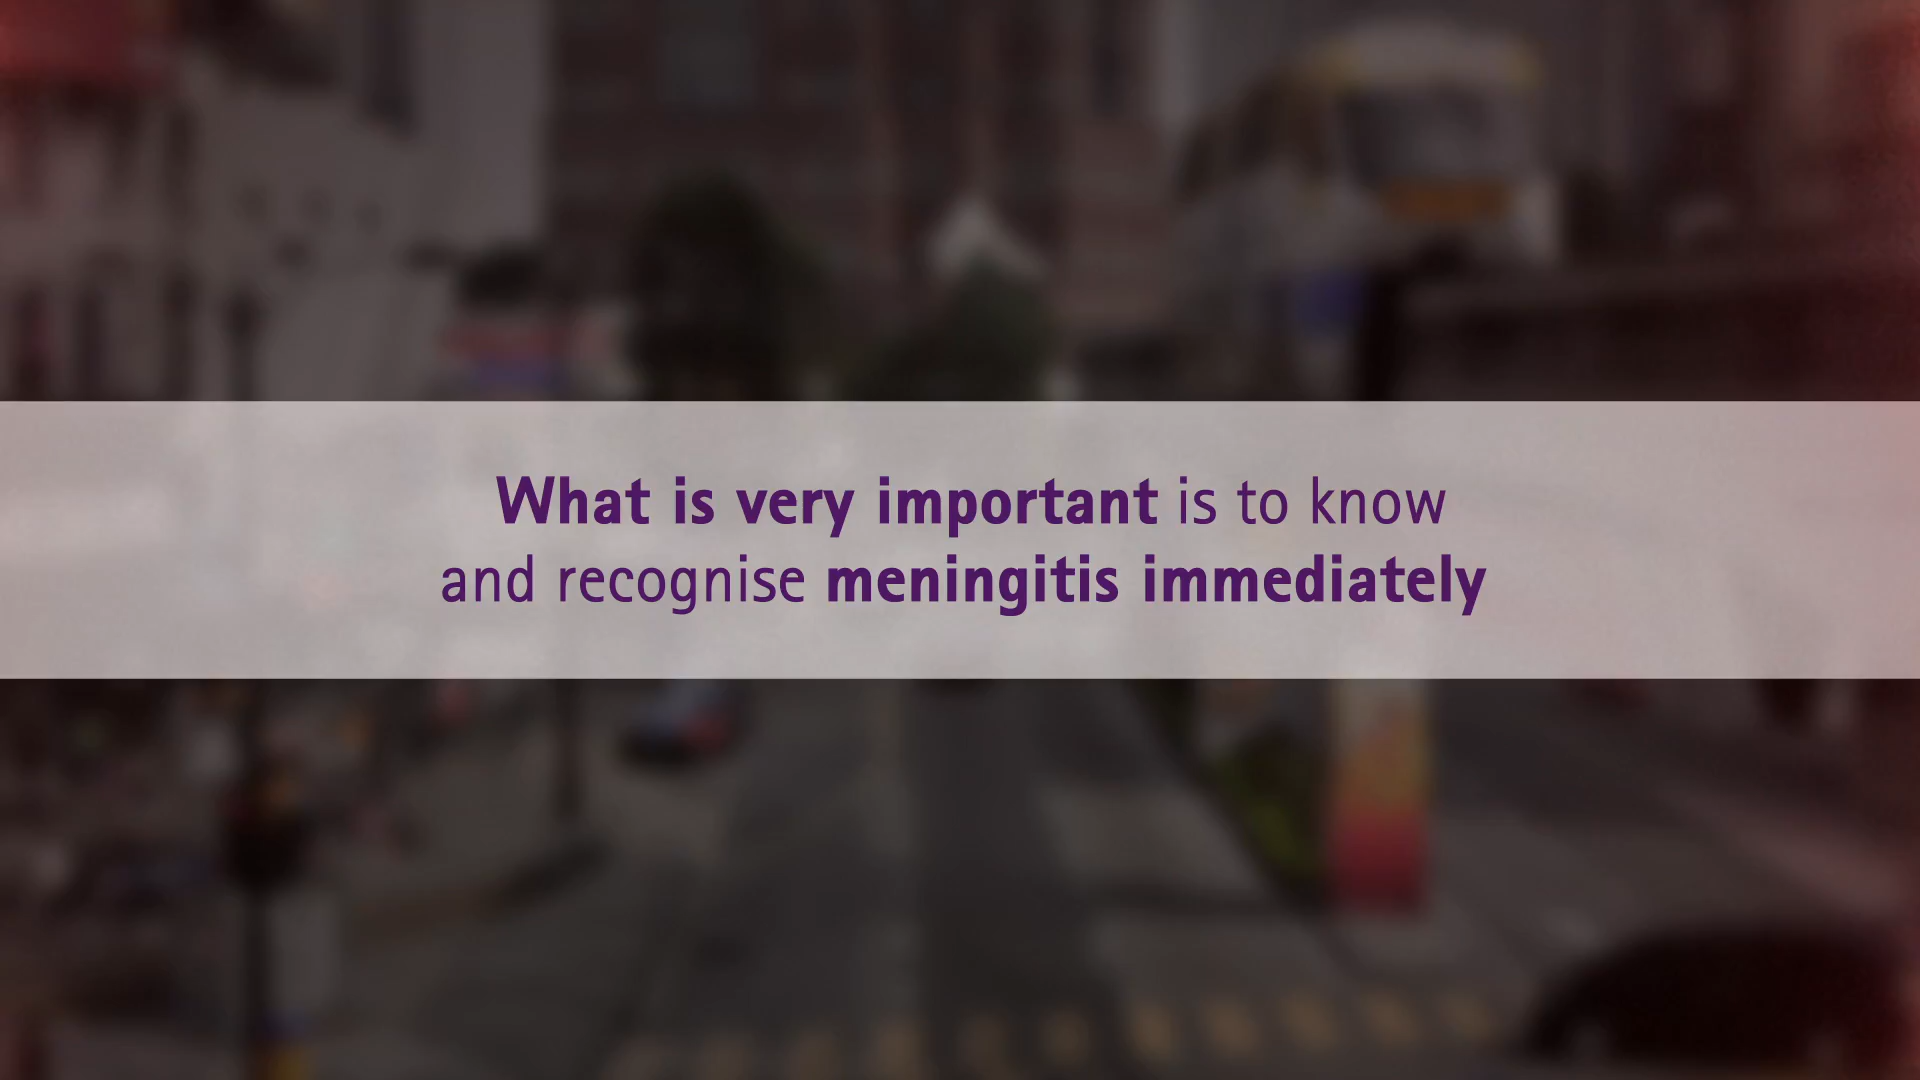 What is very important is to know
and recognise meningitis immediately